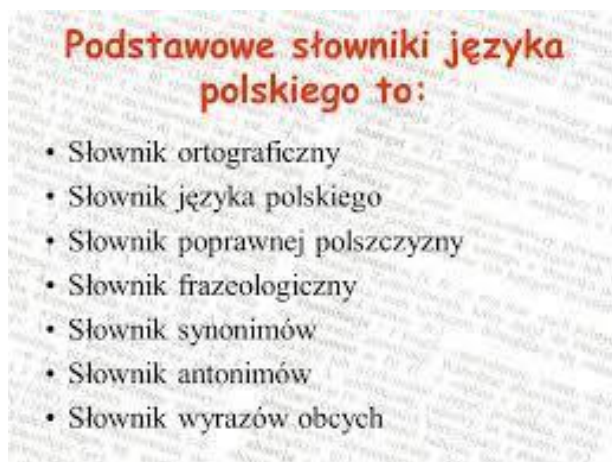 Podstawowe słowniki języka
polskiego to:
• Słownik ortograficzny
• Słownik języka polskiego
• Słownik poprawnej polszczyzny
• Słownik frazeologiczny
• Słownik synonimów
• Słownik antonimów
• Słownik wyrazów obcych